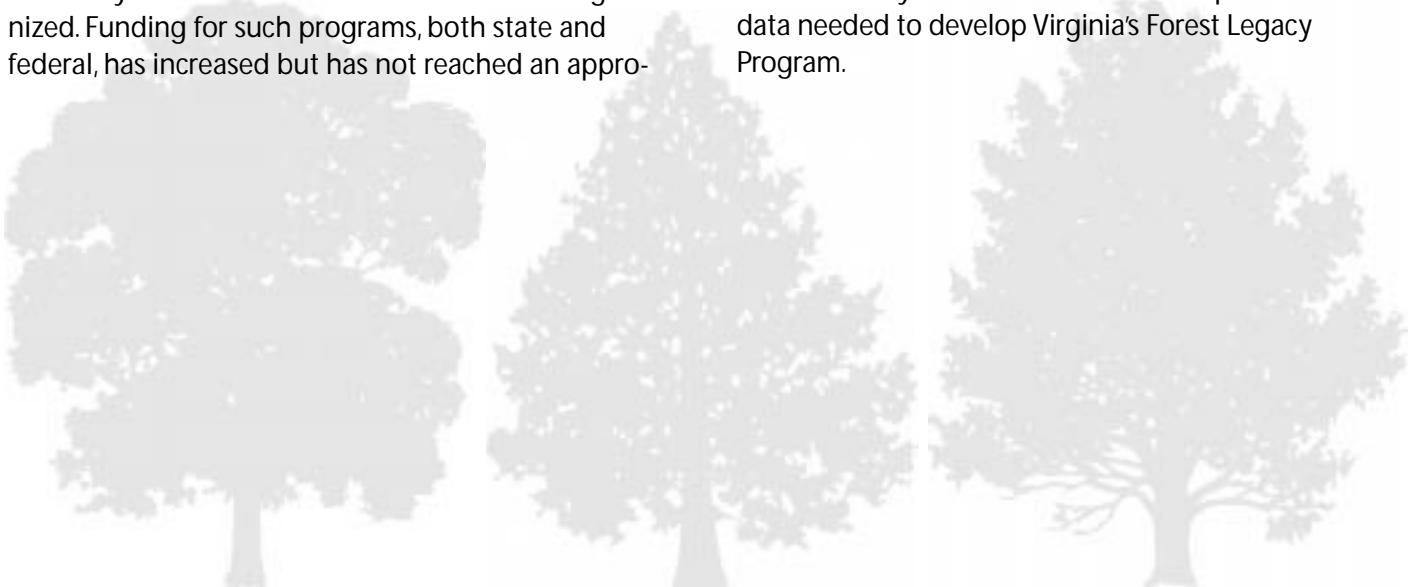 nized. Funding for such programs, both state and
federal, has increased but has not reached an appro-
data needed to develop Virginia's Forest Legacy
Program.